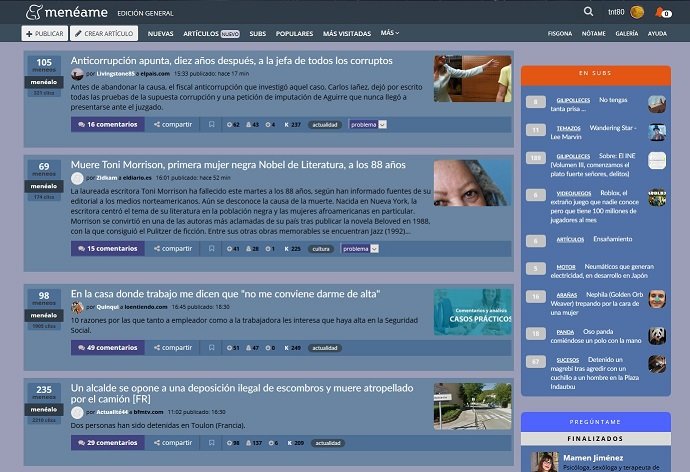 menéame EDICIÓN GENERAL tnt80 0
+ PUBLICAR CREAR ARTÍCULO NUEVAS ARTÍCULOS NUEVO SUBS POPULARES MÁS VISITADAS MÁS FISGONA NÓTAME GALERÍA AYUDA
105
meneos
menéalo
321 clics
Anticorrupción apunta, diez años después, a la jefa de todos los corruptos
por Livingstone85 a elpais.com 15:33 publicado: hace 17 min
Antes de abandonar la causa, el fiscal anticorrupción que investigó aquel caso, Carlos Iañez, dejó por escrito
todas las pruebas de la supuesta corrupción y una petición de imputación de Aguirre que nunca llegó a
presentarse ante el juzgado.
16 comentarios compartir 62 43 4 K 237 actualidad problema
69
meneos
menéalo
174 clics
Muere Toni Morrison, primera mujer negra Nobel de Literatura, a los 88 años
por Zidkam a eldiario.es 16:01 publicado: hace 52 min
La laureada escritora Toni Morrison ha fallecido este martes a los 88 años, según han informado fuentes de su
editorial a los medios norteamericanos. Aún se desconoce la causa de la muerte. Nacida en Nueva York, la
escritora centró el tema de su literatura en la población negra y las mujeres afroamericanas en particular.
Morrison se convirtió en una de las autoras más aclamadas de su país tras publicar la novela Beloved en 1988,
con la que consiguió el Pulitzer de ficción. Entre sus otras obras memorables se encuentran Jazz (1992)...
15 comentarios compartir 41 28 1 K 225 cultura problema
98
meneos
menéalo
1905 clics
En la casa donde trabajo me dicen que "no me conviene darme de alta"
por Quinqui a loentiendo.com 16:45 publicado: 18:30
10 razones por las que tanto a empleador como a la trabajadora les interesa que haya alta en la Seguridad
Social.
Comentarios y análisis
CASOS PRÁCTICOS
49 comentarios compartir 51 47 0 K 249 actualidad
235
meneos
menéalo
2210 clics
Un alcalde se opone a una deposición ilegal de escombros y muere atropellado
por el camión [FR]
por Actualité44 a bfmtv.com 11:02 publicado: 16:30
Dos personas han sido detenidas en Toulon (Francia).
29 comentarios compartir 98 137 6 K 209 actualidad
EN SUBS
8 GILIPOLLECES No tengas
tanta prisa ...
11 TEMAZOS Wandering Star -
Lee Marvin
GILIPOLLECES Sobre: El INE
(Volumen III, comenzamos el
plato fuerte señores, delitos)
6 VIDEOJUEGOS Roblox, el
extraño juego que nadie conoce
pero que tiene 100 millones de
jugadores al mes
6 ARTÍCULOS Ensañamiento
5 MOTOR Neumáticos que generan
electricidad, en desarrollo en Japón
16 ARAÑAS Nephila (Golden Orb
Weaver) trepando por la cara de
una mujer
18 PANDA Oso panda
comiéndose un polo con la mano
67 SUCESOS Detenido un
magrebí tras agredir con un
cuchillo a un hombre en la Plaza
Indautxu
PREGÚNTAME
FINALIZADOS
Mamen Jiménez
Psicóloga, sexóloga y terapeuta de